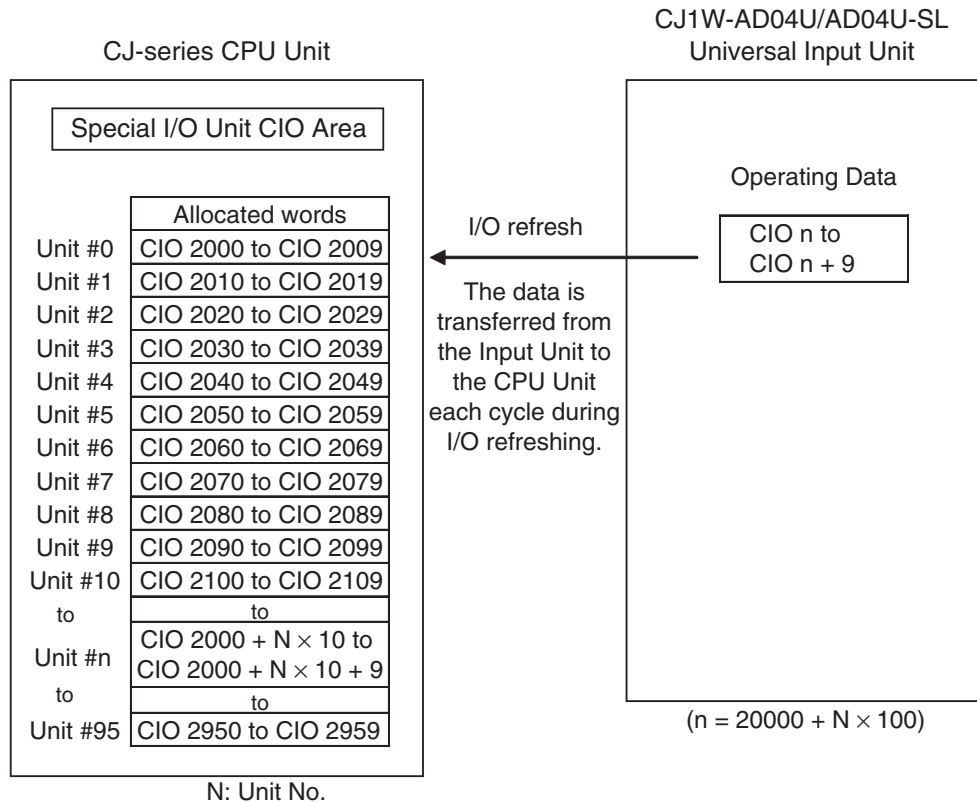 CJ-series CPU Unit
Special I/O Unit CIO Area
Allocated words
Unit #0 CIO 2000 to CIO 2009
Unit #1 CIO 2010 to CIO 2019
Unit #2 CIO 2020 to CIO 2029
Unit #3 CIO 2030 to CIO 2039
Unit #4 CIO 2040 to CIO 2049
Unit #5 CIO 2050 to CIO 2059
Unit #6 CIO 2060 to CIO 2069
Unit #7 CIO 2070 to CIO 2079
Unit #8 CIO 2080 to CIO 2089
Unit #9 CIO 2090 to CIO 2099
Unit #10 CIO 2100 to CIO 2109
to to
Unit #n CIO 2000 + N × 10 to
CIO 2000 + N × 10 + 9
to to
Unit #95 CIO 2950 to CIO 2959
N: Unit No.
I/O refresh
The data is
transferred from
the Input Unit to
the CPU Unit
each cycle during
I/O refreshing.
CJ1W-AD04U/AD04U-SL
Universal Input Unit
Operating Data
CIO n to
CIO n + 9
(n = 20000 + N × 100)